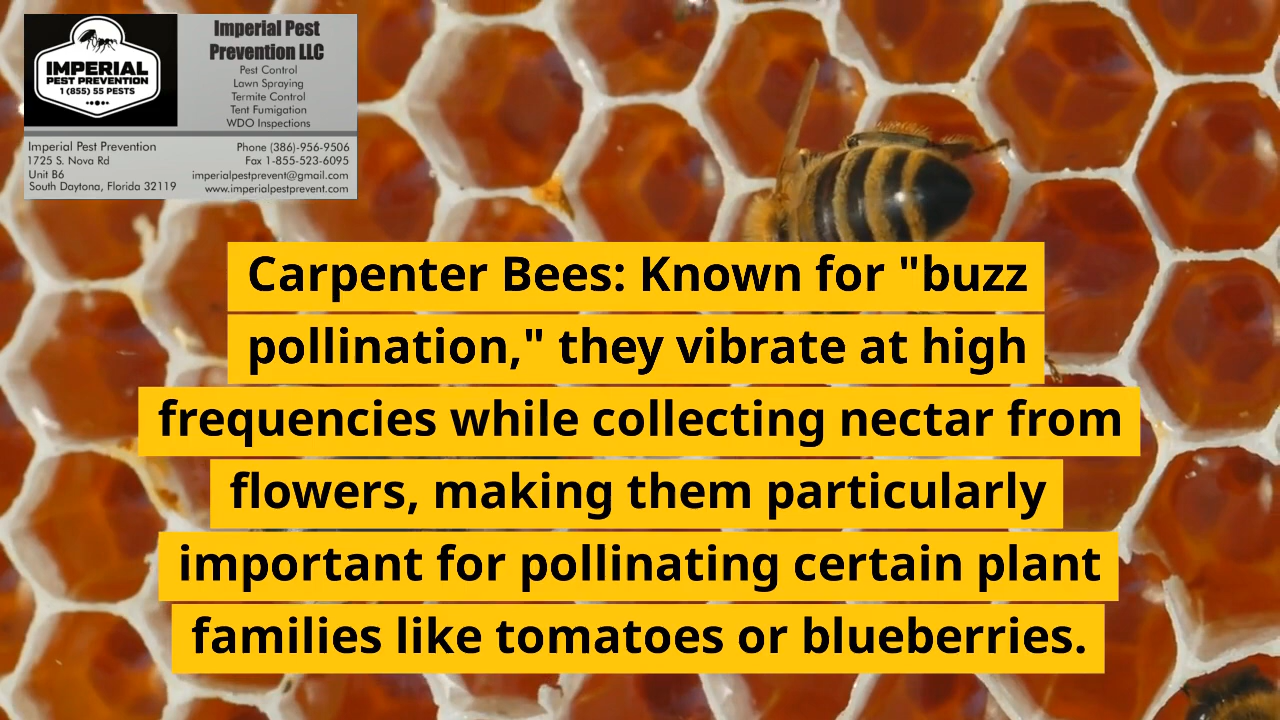 IMPERIAL
PEST PREVENTION
1 (855) 55 PESTS
Imperial Pest
Prevention LLC
Pest Control
Lawn Spraying
Termite Control
Tent Fumigation
WDO Inspections
Imperial Pest Prevention
1725 S. Nova Rd
Unit B6
South Daytona, Florida 32119
Phone (386)-956-9506
Fax 1-855-523-6095
imperialpestprevent@gmail.com
www.imperialpestprevent.com
Carpenter Bees: Known for "buzz
pollination," they vibrate at high
frequencies while collecting nectar from
flowers, making them particularly
important for pollinating certain plant
families like tomatoes or blueberries.